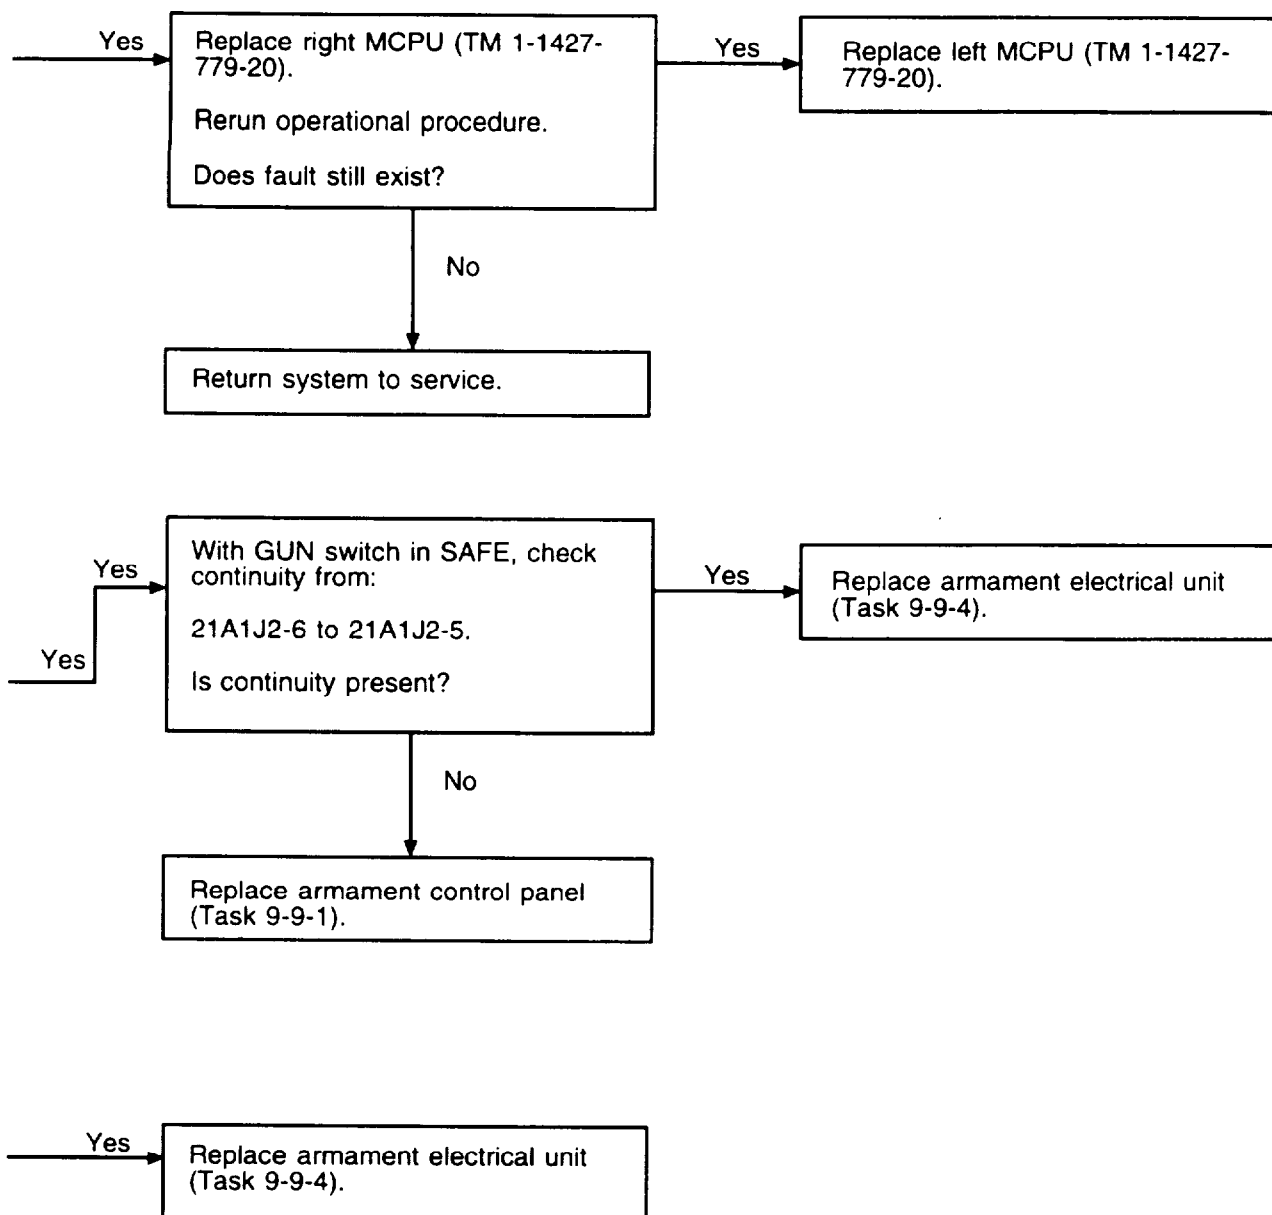 Yes
Replace right MCPU (TM 1-1427-
779-20).
Rerun operational procedure.
Does fault still exist?
Yes
Replace left MCPU (TM 1-1427-
779-20).
No
Return system to service.
Yes
Yes
With GUN switch in SAFE, check
continuity from:
21A1J2-6 to 21A1J2-5.
Is continuity present?
Yes
Replace armament electrical unit
(Task 9-9-4).
No
Replace armament control panel
(Task 9-9-1).
Yes
Replace armament electrical unit
(Task 9-9-4).